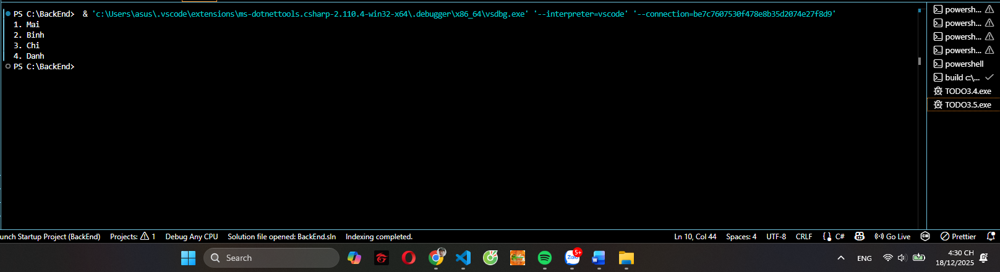 PS C:\BackEnd>  & 'c:\Users\asus\.vscode\extensions\ms-dotnettools.csharp-2.110.4-win32-x64\.debugger\x86_64\vsdbg.exe' '--interpreter=vscode' '--connection=be7c7607530f478e8b35d2074e27f8d9'
1. Mai
2. Binh
3. Chi
4. Danh
PS C:\BackEnd>
powersh...
powersh...
powersh...
powersh...
powershell
build c:\...
TODO3.4.exe
TODO3.5.exe
unch Startup Project (BackEnd) Projects: 1 Debug Any CPU Solution file opened: BackEnd.sln Indexing completed. Ln 10, Col 44 Spaces: 4 UTF-8 CRLF { } C# Go Live C# Prettier
Search
Zalo
5+
W
ENG
4:30 CH
18/12/2025